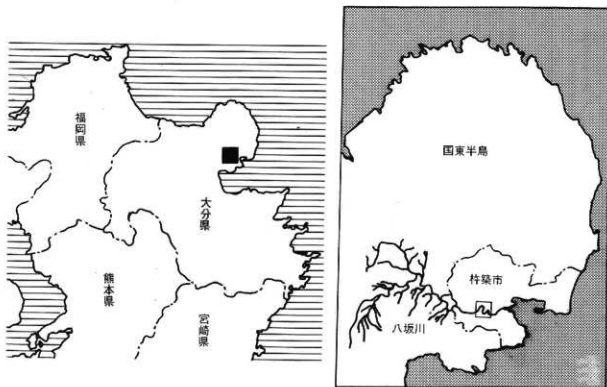 福岡県
大分県
熊本県
宮崎県
国東半島
杵築市
八坂川